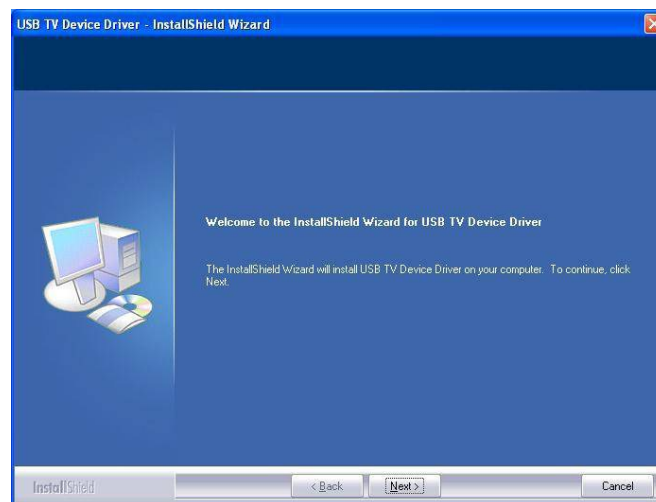 USB TV Device Driver - InstallShield Wizard
Welcome to the InstallShield Wizard for USB TV Device Driver
The InstallShield Wizard will install USB TV Device Driver on your computer. To continue, click
Next.
InstallShield
< Back
Next >
Cancel